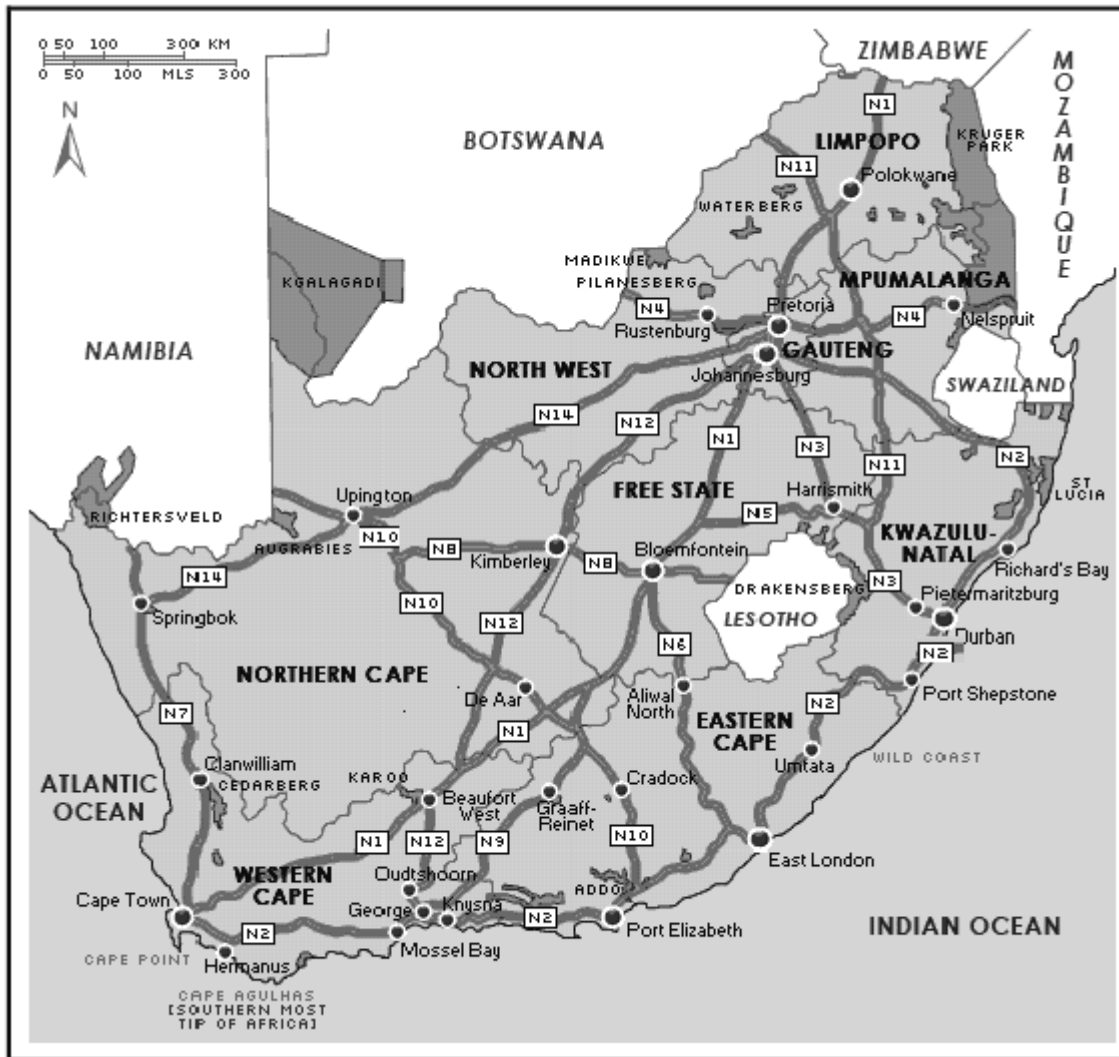 0 50 100 300 KM
0 50 100 MLS 300
N
ZIMBABWE
MOZAMBIQUE
BOTSWANA
N1
KRUGER
PARK
LIMPOPO
N11
Polokwane
WATERBERG
MADIKWE
PILANESBERG
KGALAGADI
MPUMALANGA
Pretoria
N4
Rustenburg
N4
Nelspruit
NAMIBIA
NORTH WEST
GAUTENG
Johannesburg
SWAZILAND
N14
N12
N1
N3
N2
N11
ST
LUCIA
FREE STATE
Harrismith
Upington
RICHTERSVELD
AUGRABIES
N10
N5
KWAZULU-
NATAL
N8
Kimberley
N8
Bloemfontein
Richard's Bay
N14
DRAKENSBERG
N3
Pietermaritzburg
Springbok
N10
LESOTHO
N12
N6
Durban
N2
NORTHERN CAPE
De Aar
Aliwal
North
Port Shepstone
N7
N1
EASTERN
CAPE
N2
Umtata
WILD COAST
Clanwilliam
CEDARBERG
KAROO
ATLANTIC
OCEAN
Beaufort
West
Graaff-
Reinet
Cradock
N1
N12
N9
N10
East London
WESTERN
CAPE
Oudtshoorn
ADDO
Cape Town
George
Knysna
N2
N2
Mossel Bay
Port Elizabeth
INDIAN OCEAN
CAPE POINT
Hermanus
CAPE AGULHAS
[SOUTHERN MOST
TIP OF AFRICA]